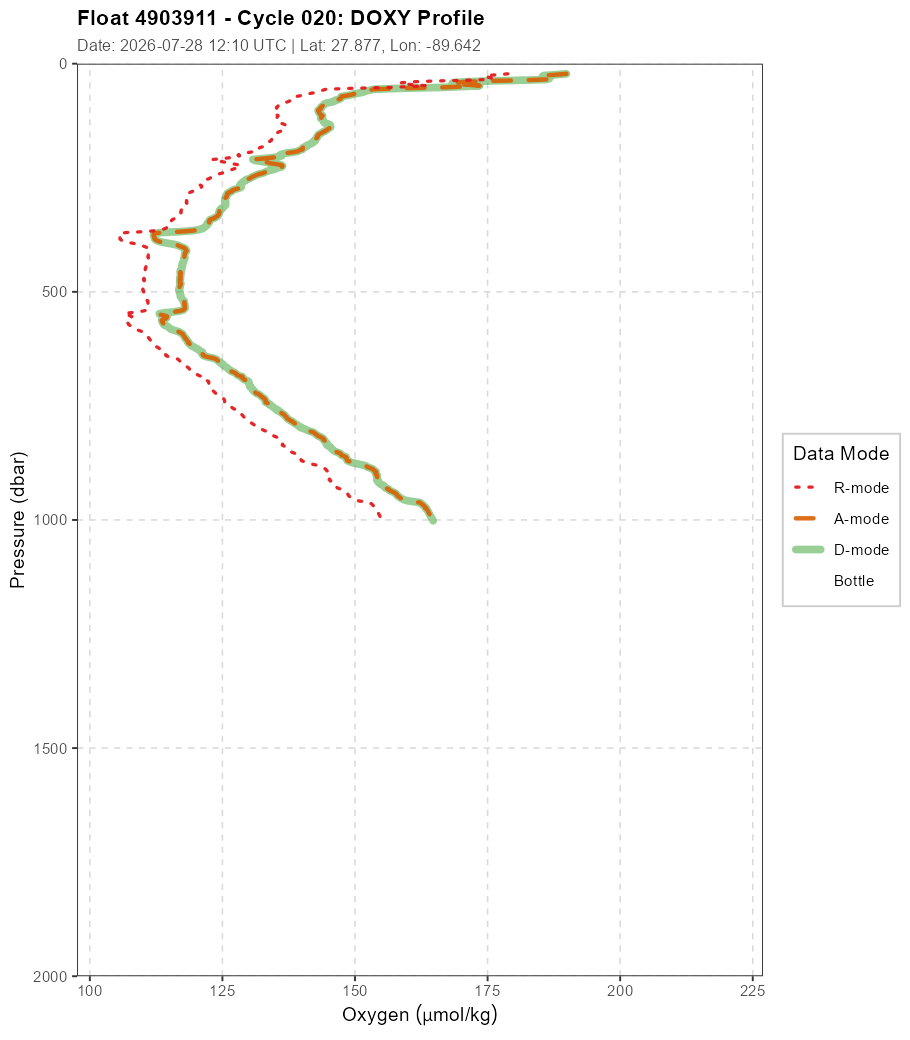 Float 4903911 - Cycle 020: DOXY Profile
Date: 2026-07-28 12:10 UTC | Lat: 27.877, Lon: -89.642
0
500
1000
1500
2000
Pressure (dbar)
100 125 150 175 200 225
Oxygen (μmol/kg)
Data Mode
R-mode
A-mode
D-mode
Bottle